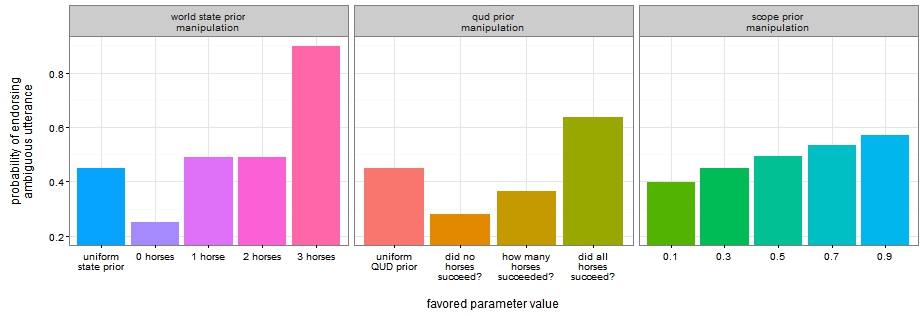 world state prior
manipulation
qud prior
manipulation
scope prior
manipulation
probability of endorsing
ambiguous utterance
0.8
0.6
0.4
0.2
uniform
state prior
0 horses
1 horse
2 horses
3 horses
uniform
QUD prior
did no
horses
succeed?
how many
horses
succeeded?
did all
horses
succeed?
0.1
0.3
0.5
0.7
0.9
favored parameter value